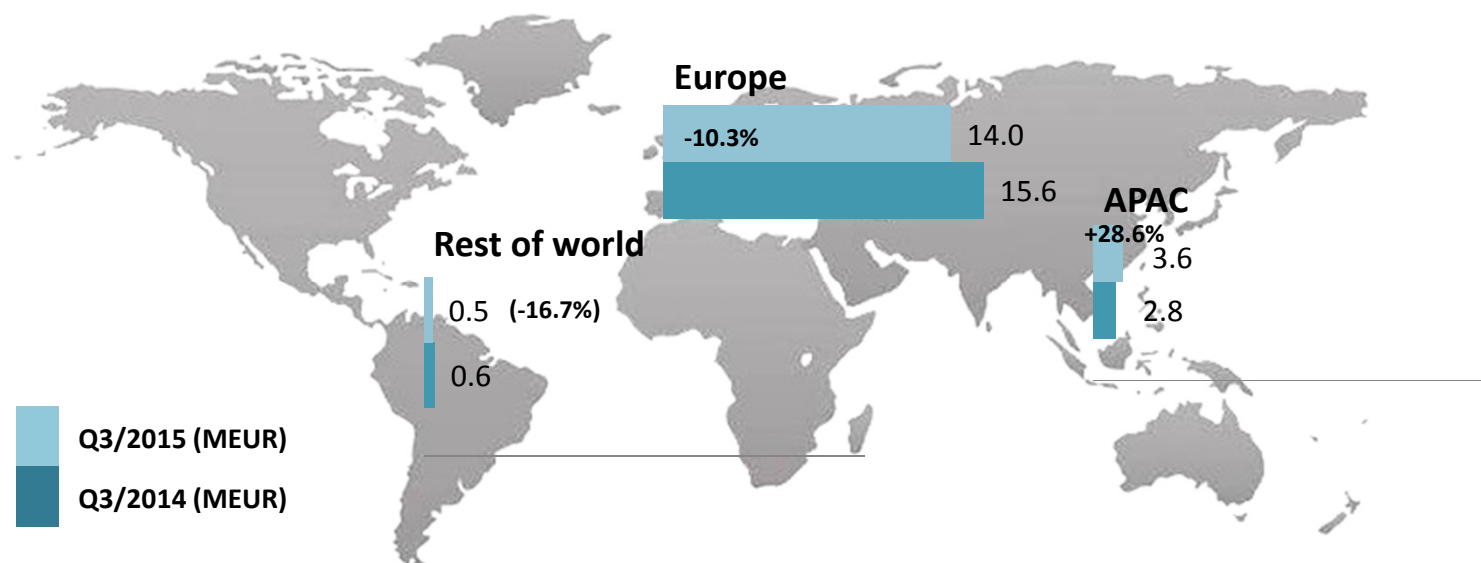 Europe
-10.3%
14.0
15.6
APAC
+28.6%
3.6
2.8
Rest of world
0.5 (-16.7%)
0.6
Q3/2015 (MEUR)
Q3/2014 (MEUR)